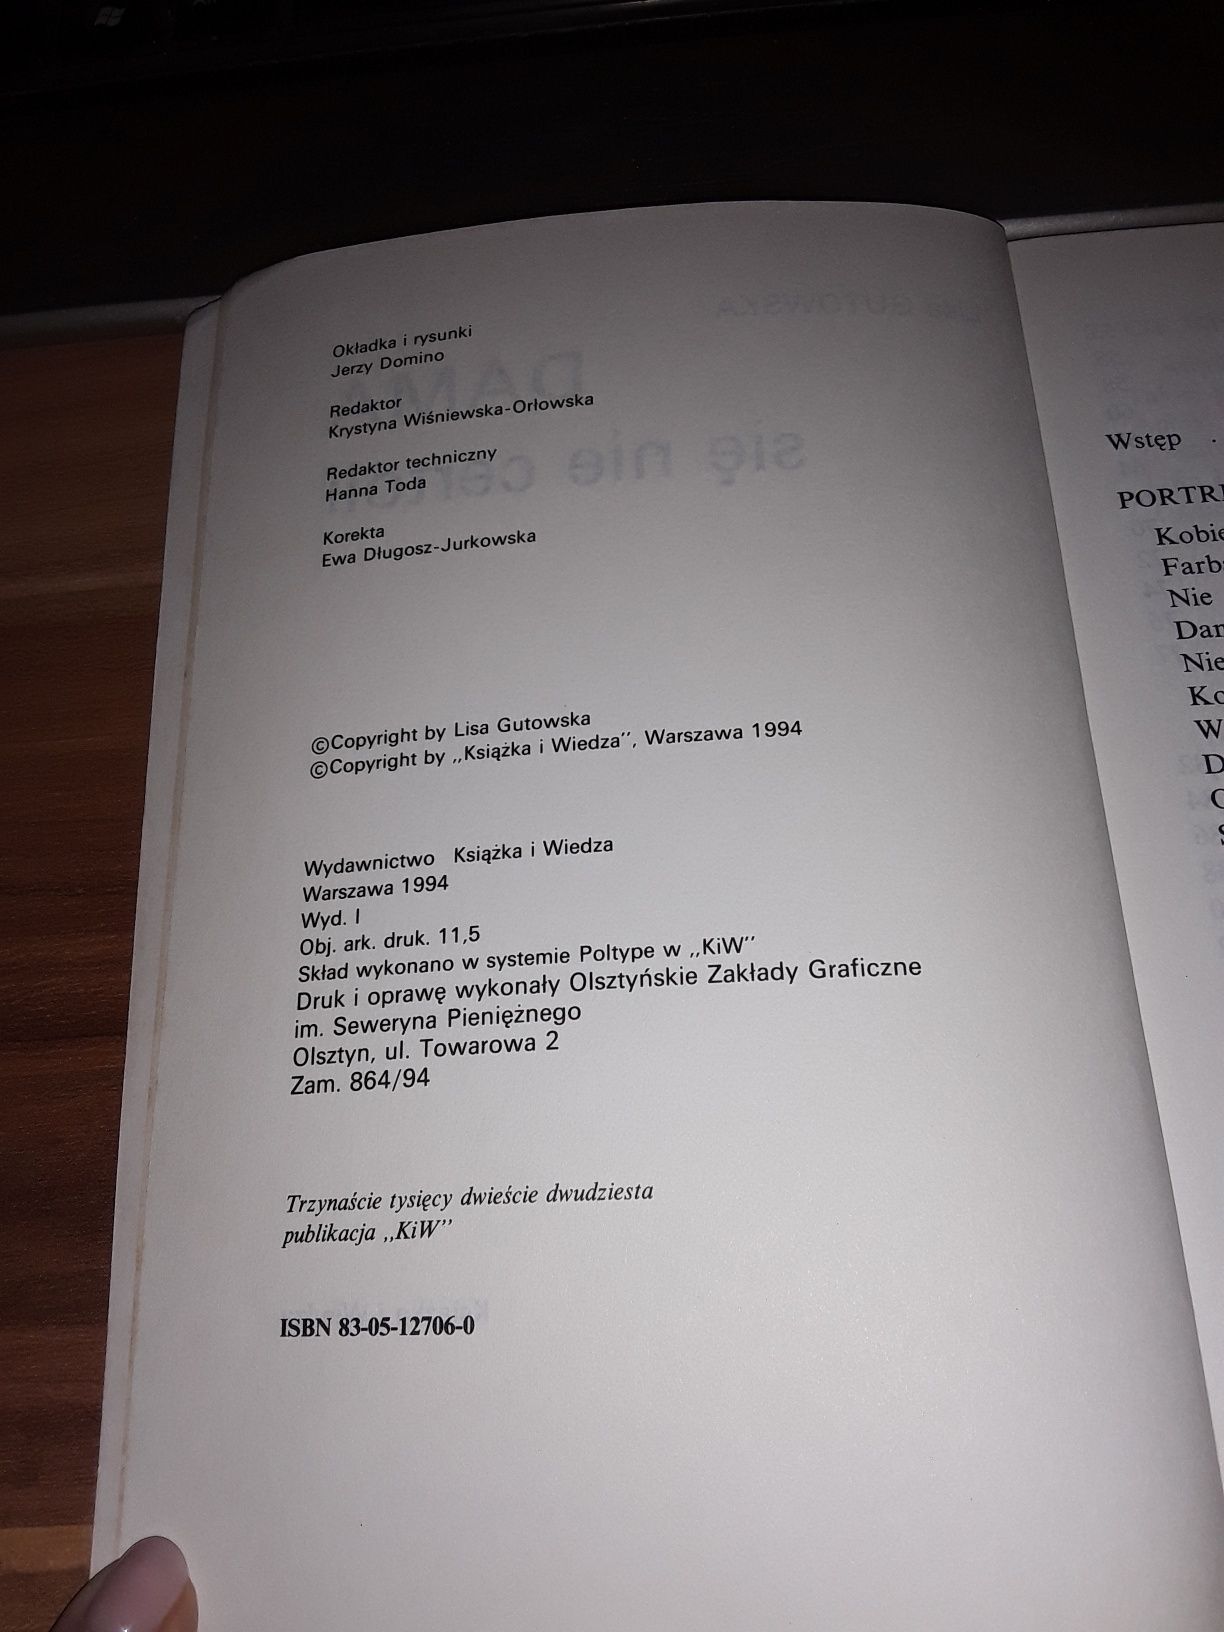 Okładka i rysunki
Jerzy Domino
Redaktor
Krystyna Wiśniewska-Orłowska
Redaktor techniczny
Hanna Toda
Korekta
Ewa Długosz-Jurkowska
©Copyright by Lisa Gutowska
©Copyright by „Książka i Wiedza”, Warszawa 1994
Wydawnictwo Książka i Wiedza
Warszawa 1994
Wyd. I
Obj. ark. druk. 11,5
Skład wykonano w systemie Poltype w „KiW”
Druk i oprawę wykonały Olsztyńskie Zakłady Graficzne
im. Seweryna Pieniężnego
Olsztyn, ul. Towarowa 2
Zam. 864/94
Trzynaście tysięcy dwieście dwudziesta
publikacja „KiW”
ISBN 83-05-12706-0
Wstęp .
PORTR
Kobie
Farb
Nie
Dan
Nie
Ko
W
D